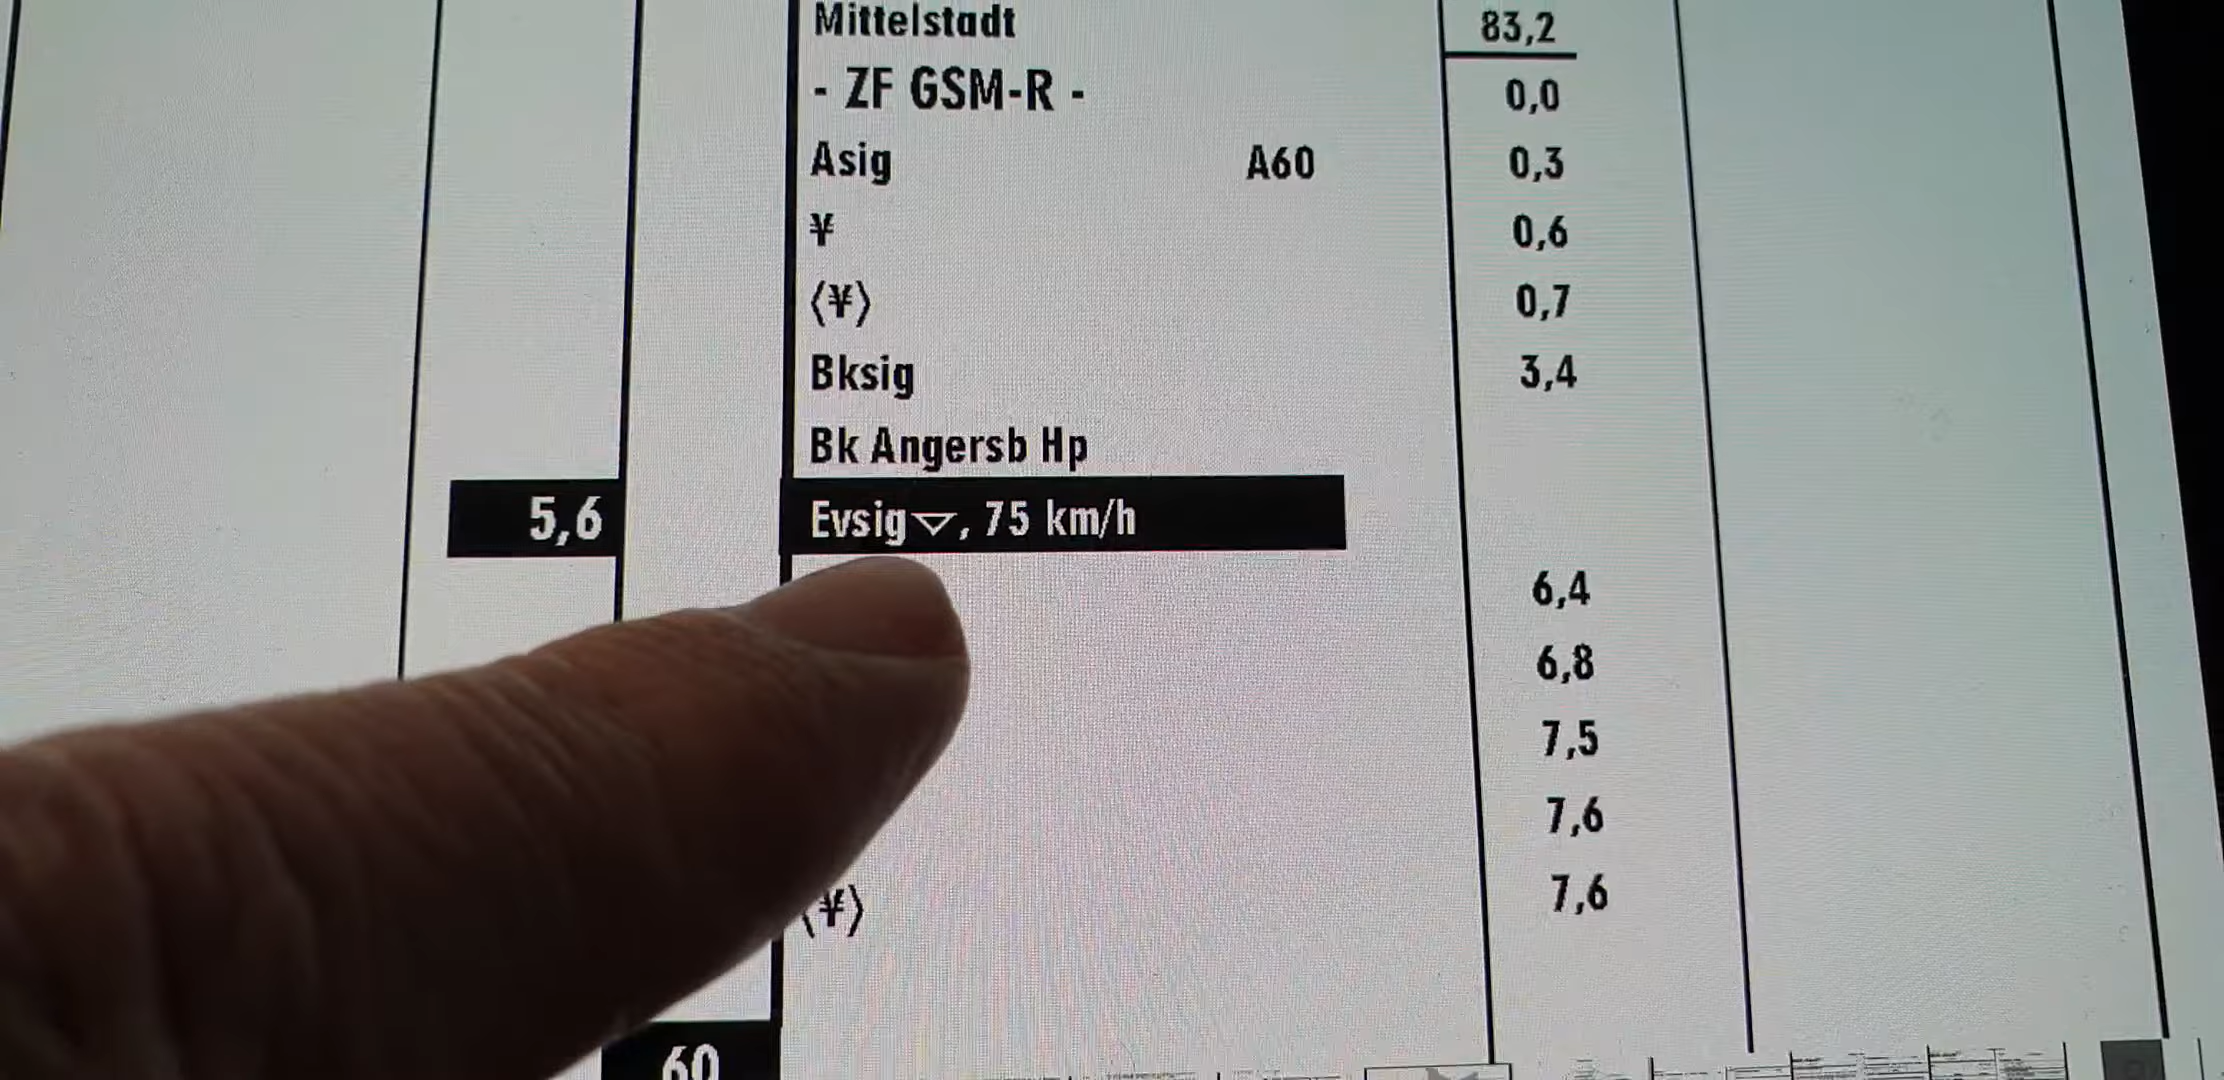 Mittelstadt 83,2
- ZF GSM-R - 0,0
Asig A60 0,3
¥ 0,6
⟨¥⟩ 0,7
Bksig 3,4
Bk Angersb Hp
5,6 Evsig▽, 75 km/h
6,4
6,8
7,5
7,6
⟨¥⟩ 7,6
60